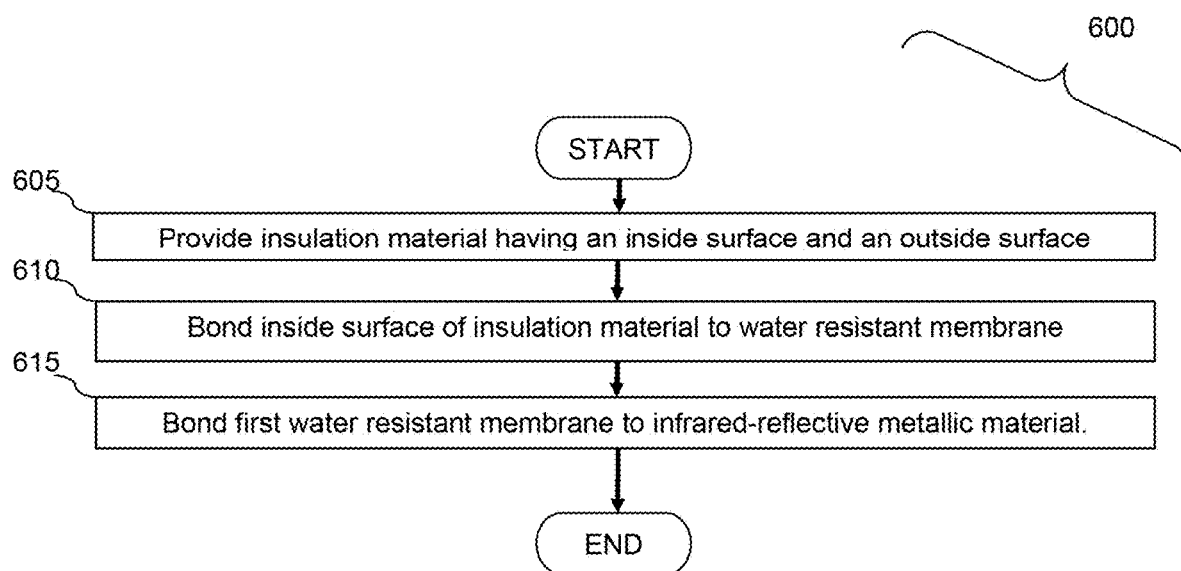 600
START
605
Provide insulation material having an inside surface and an outside surface
610
Bond inside surface of insulation material to water resistant membrane
615
Bond first water resistant membrane to infrared-reflective metallic material.
END